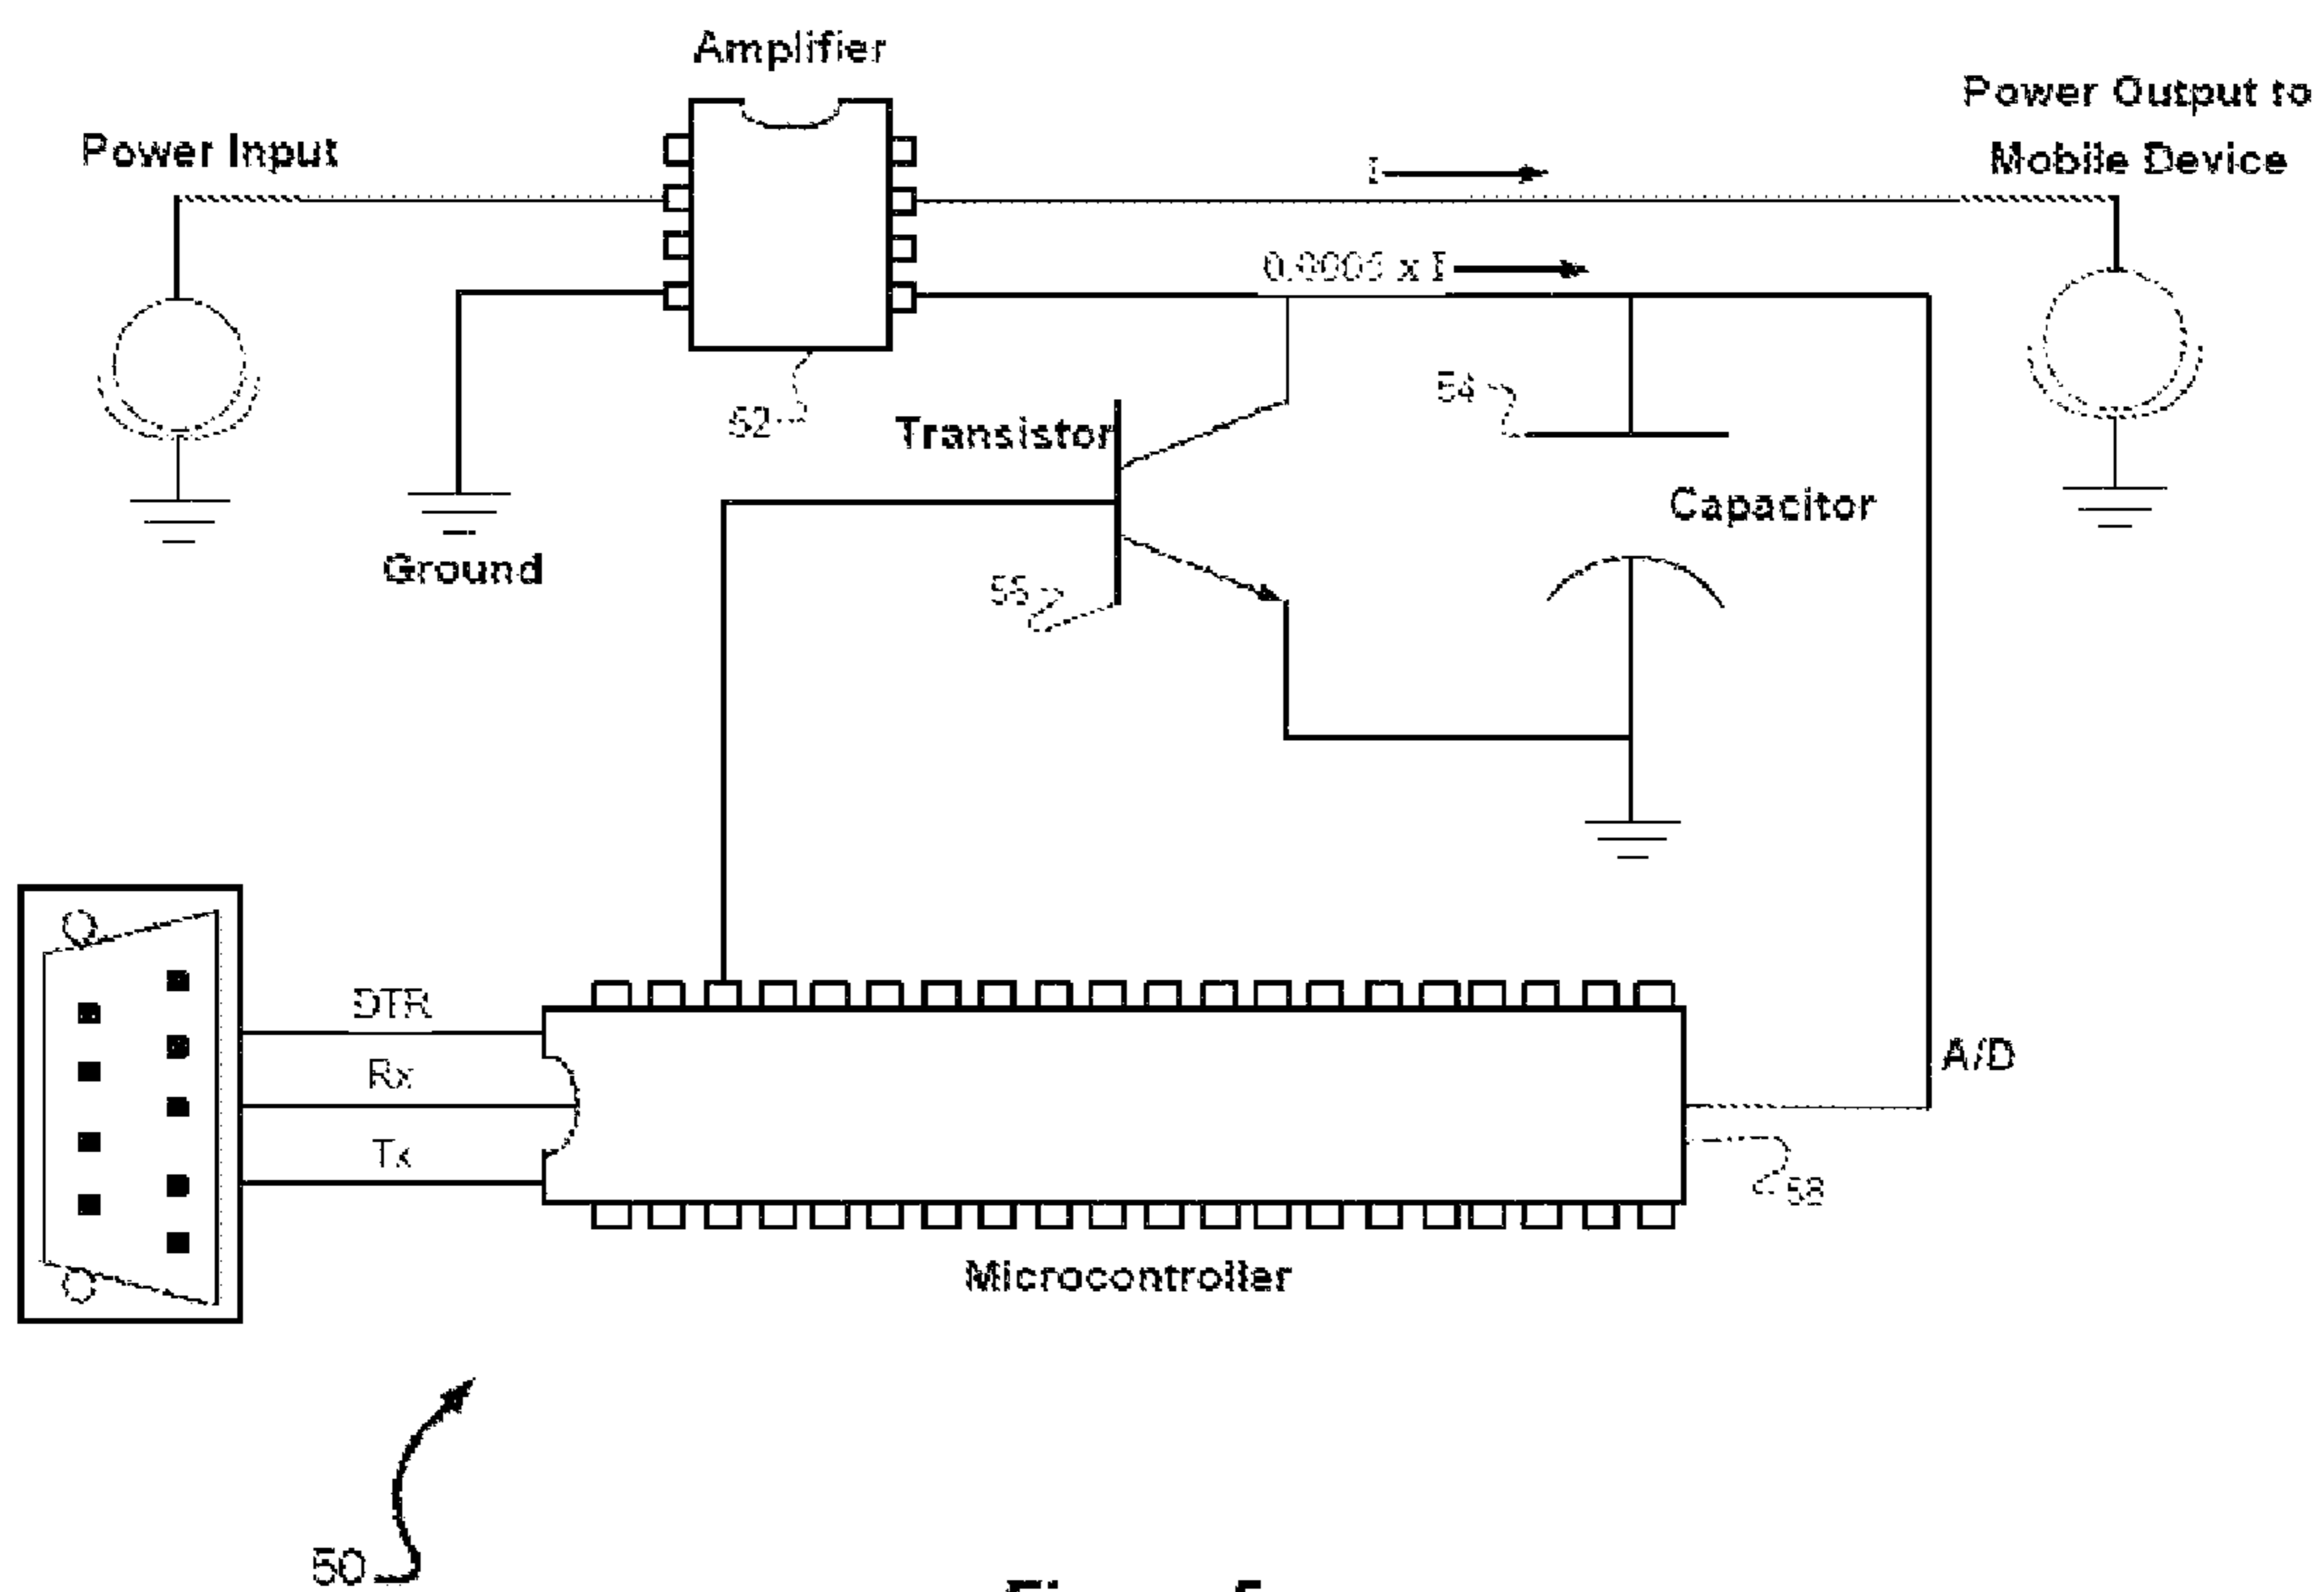 Amplifier
Power Output to
Mobile Device
Power Input
I
x I
54
52
Transistor
Capacitor
Ground
DTR
Rx
A/D
Tx
58
Microcontroller
50